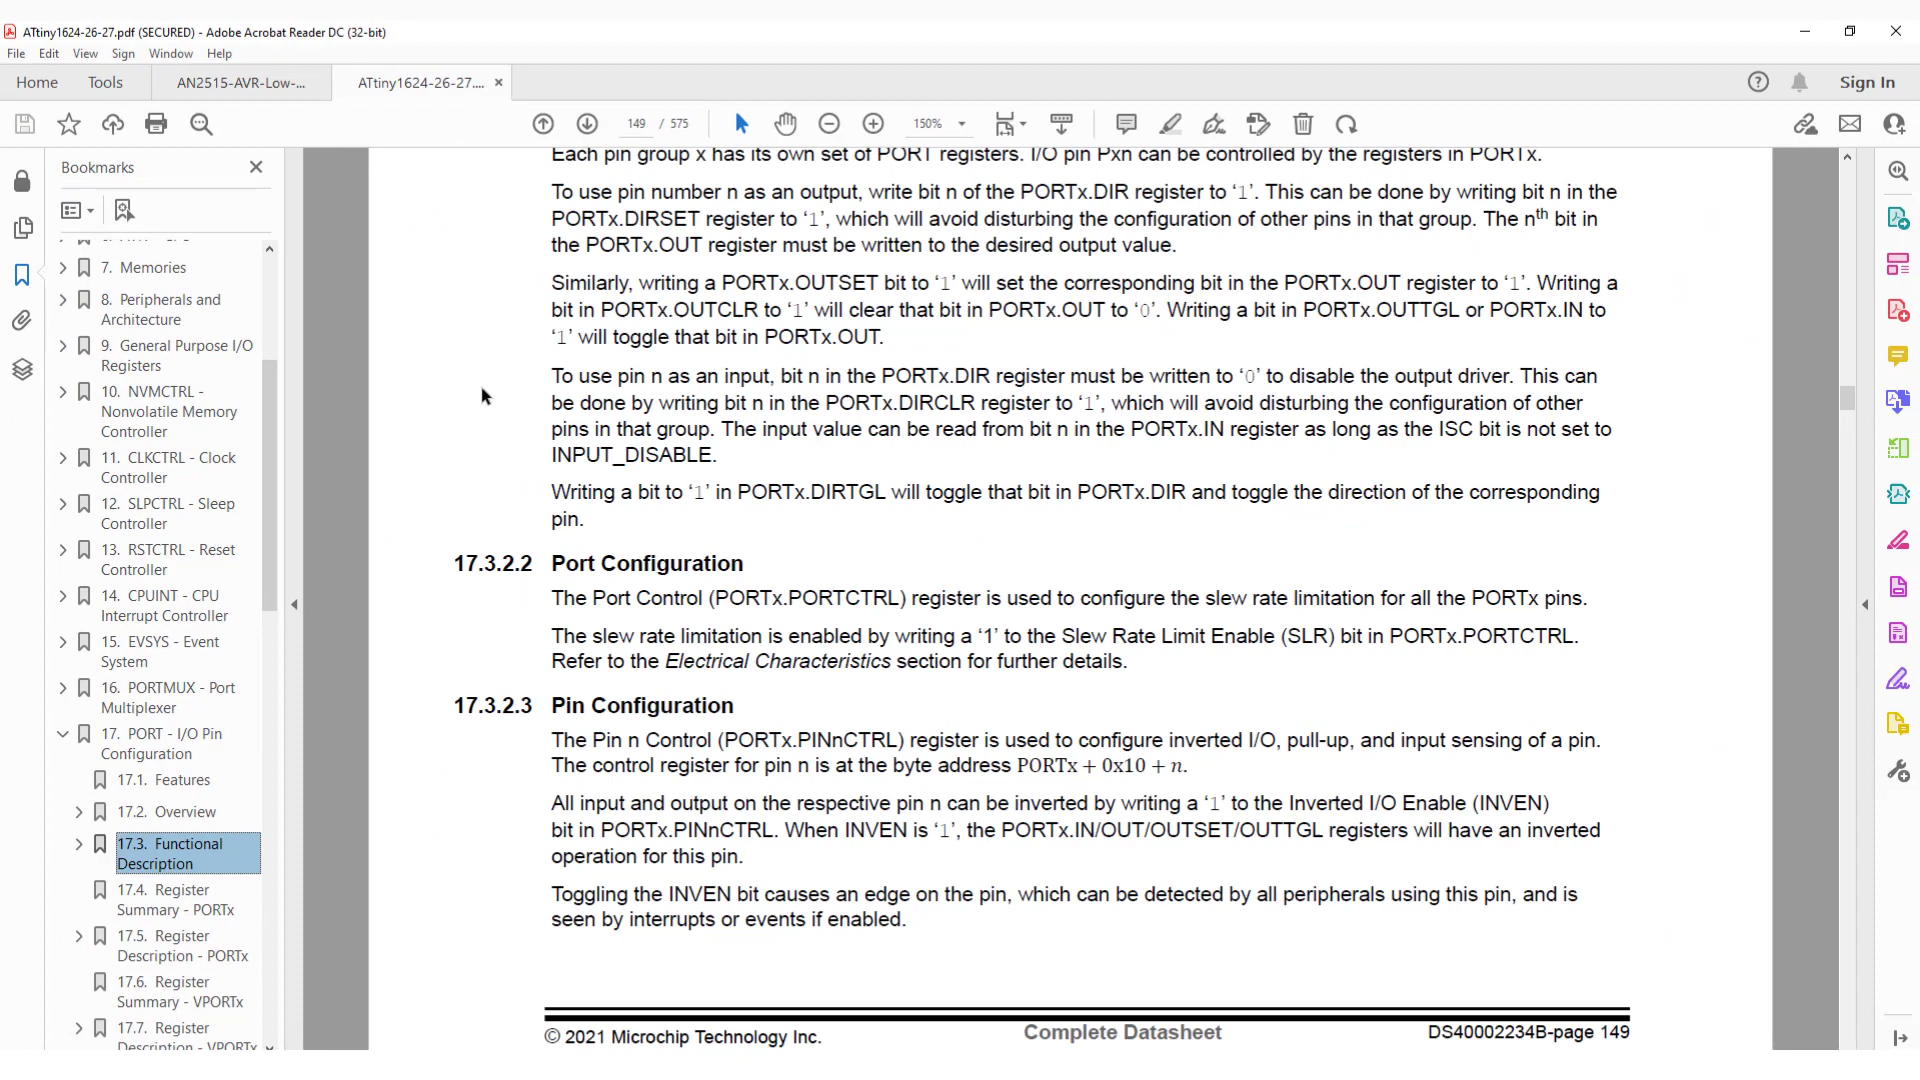 ATtiny1624-26-27.pdf (SECURED) - Adobe Acrobat Reader DC (32-bit)
File Edit View Sign Window Help
Home Tools AN2515-AVR-Low-... ATtiny1624-26-27.... × Sign In
149 / 575 150%
Bookmarks
7. Memories
8. Peripherals and
Architecture
9. General Purpose I/O
Registers
10. NVMCTRL -
Nonvolatile Memory
Controller
11. CLKCTRL - Clock
Controller
12. SLPCTRL - Sleep
Controller
13. RSTCTRL - Reset
Controller
14. CPUINT - CPU
Interrupt Controller
15. EVSYS - Event
System
16. PORTMUX - Port
Multiplexer
17. PORT - I/O Pin
Configuration
17.1. Features
17.2. Overview
17.3. Functional
Description
17.4. Register
Summary - PORTx
17.5. Register
Description - PORTx
17.6. Register
Summary - VPORTx
17.7. Register
Description - VPORTx
Each pin group x has its own set of PORT registers. I/O pin Pxn can be controlled by the registers in PORTx.
To use pin number n as an output, write bit n of the PORTx.DIR register to ‘1’. This can be done by writing bit n in the
PORTx.DIRSET register to ‘1’, which will avoid disturbing the configuration of other pins in that group. The nth bit in
the PORTx.OUT register must be written to the desired output value.
Similarly, writing a PORTx.OUTSET bit to ‘1’ will set the corresponding bit in the PORTx.OUT register to ‘1’. Writing a
bit in PORTx.OUTCLR to ‘1’ will clear that bit in PORTx.OUT to ‘0’. Writing a bit in PORTx.OUTTGL or PORTx.IN to
‘1’ will toggle that bit in PORTx.OUT.
To use pin n as an input, bit n in the PORTx.DIR register must be written to ‘0’ to disable the output driver. This can
be done by writing bit n in the PORTx.DIRCLR register to ‘1’, which will avoid disturbing the configuration of other
pins in that group. The input value can be read from bit n in the PORTx.IN register as long as the ISC bit is not set to
INPUT_DISABLE.
Writing a bit to ‘1’ in PORTx.DIRTGL will toggle that bit in PORTx.DIR and toggle the direction of the corresponding
pin.
17.3.2.2 Port Configuration
The Port Control (PORTx.PORTCTRL) register is used to configure the slew rate limitation for all the PORTx pins.
The slew rate limitation is enabled by writing a ‘1’ to the Slew Rate Limit Enable (SLR) bit in PORTx.PORTCTRL.
Refer to the Electrical Characteristics section for further details.
17.3.2.3 Pin Configuration
The Pin n Control (PORTx.PINnCTRL) register is used to configure inverted I/O, pull-up, and input sensing of a pin.
The control register for pin n is at the byte address PORTx + 0x10 + n.
All input and output on the respective pin n can be inverted by writing a ‘1’ to the Inverted I/O Enable (INVEN)
bit in PORTx.PINnCTRL. When INVEN is ‘1’, the PORTx.IN/OUT/OUTSET/OUTTGL registers will have an inverted
operation for this pin.
Toggling the INVEN bit causes an edge on the pin, which can be detected by all peripherals using this pin, and is
seen by interrupts or events if enabled.
© 2021 Microchip Technology Inc. Complete Datasheet DS40002234B-page 149